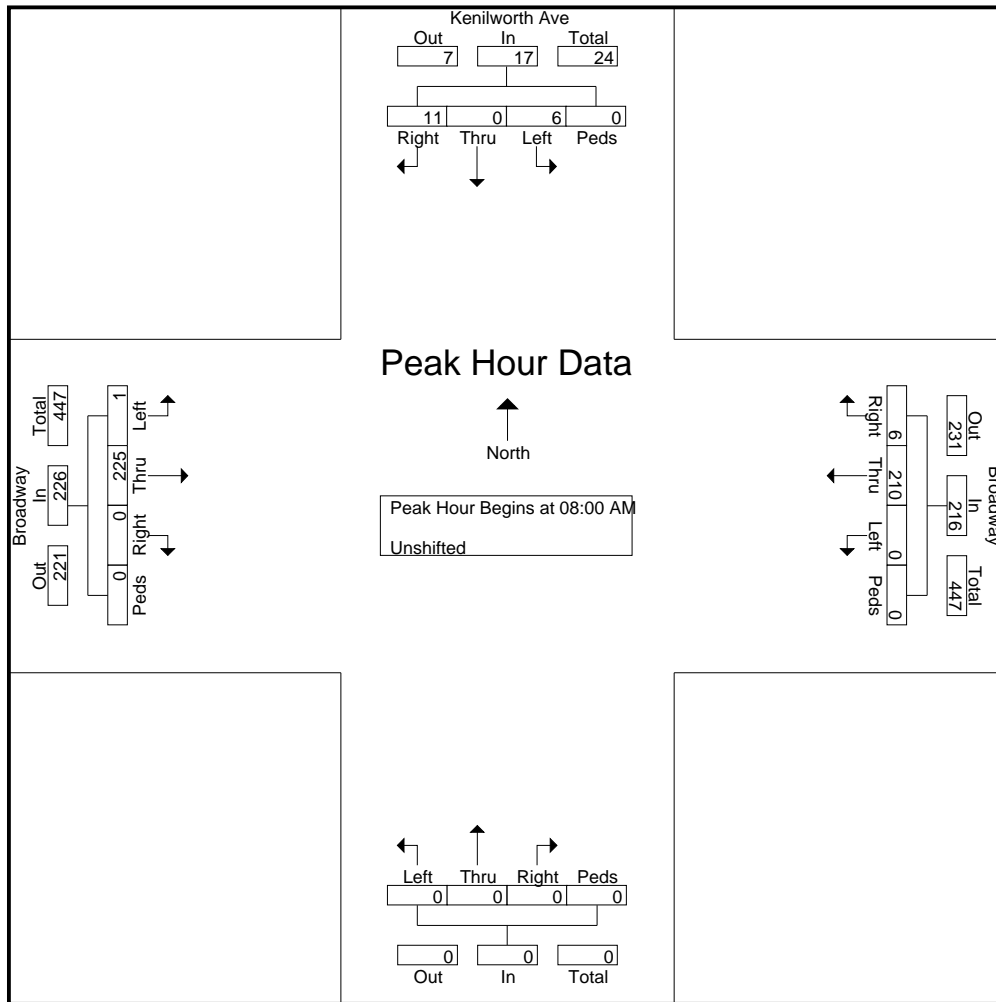 Kenilworth Ave
Out In Total
7 17 24
11 0 6 0
Right Thru Left Peds
Peak Hour Data
North
Peak Hour Begins at 08:00 AM
Unshifted
Broadway
Total In Out
447 226 221
1 225 0 0
Left Thru Right Peds
Broadway
Out In Total
231 216 447
6 210 0 0
Right Thru Left Peds
Left Thru Right Peds
0 0 0 0
0 0 0
Out In Total